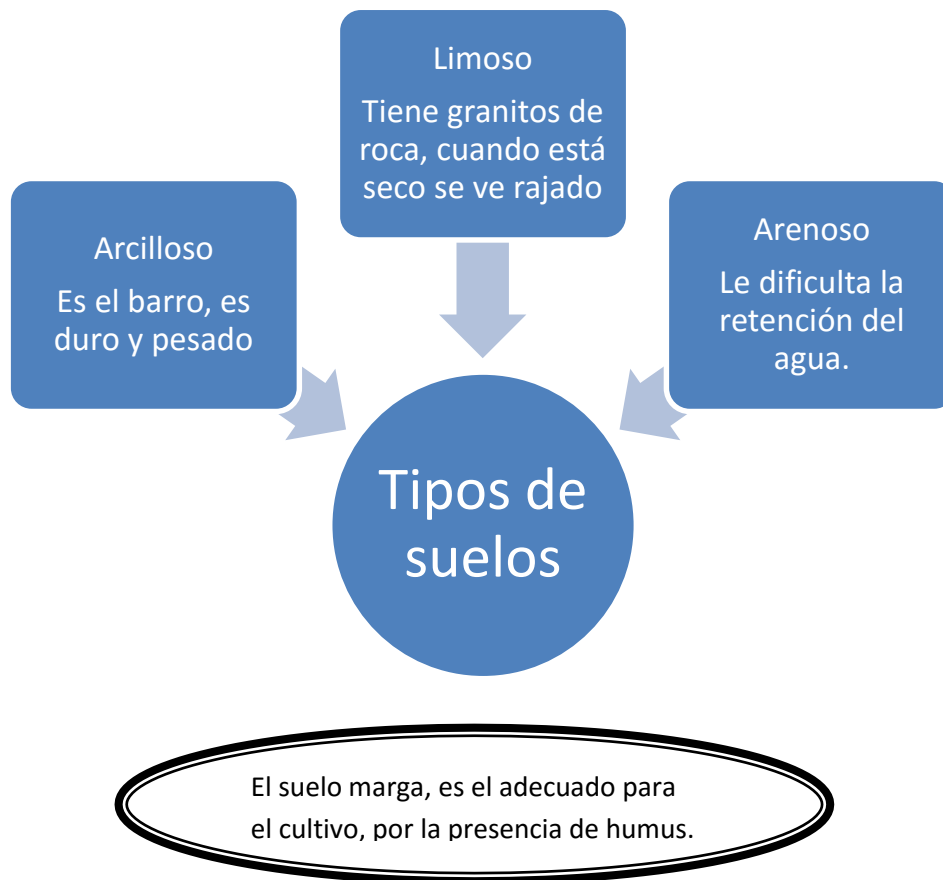 Limoso
Tiene granitos de
roca, cuando está
seco se ve rajado
Arcilloso
Es el barro, es
duro y pesado
Arenoso
Le dificulta la
retención del
agua.
Tipos de
suelos
El suelo marga, es el adecuado para
el cultivo, por la presencia de humus.